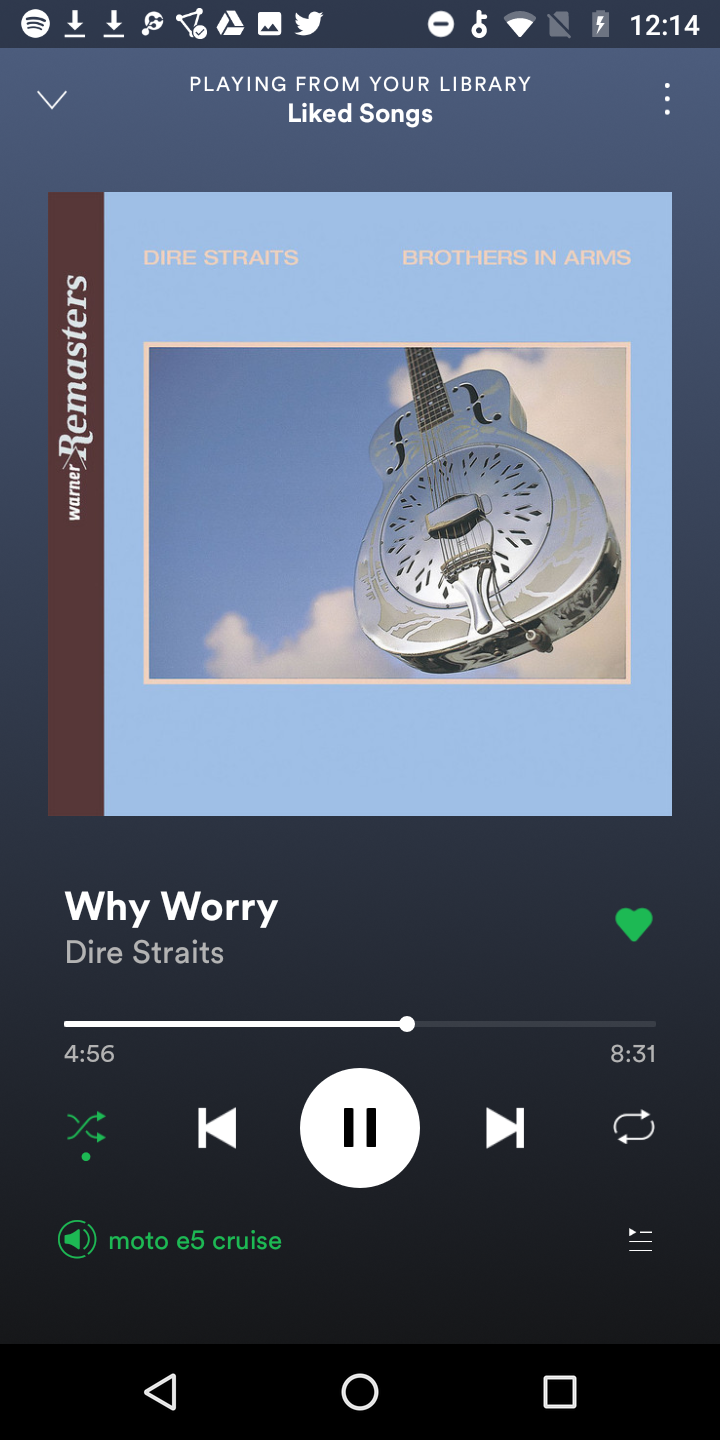 12:14
PLAYING FROM YOUR LIBRARY
Liked Songs
DIRE STRAITS
BROTHERS IN ARMS
warner Remasters
Why Worry
Dire Straits
4:56
8:31
moto e5 cruise